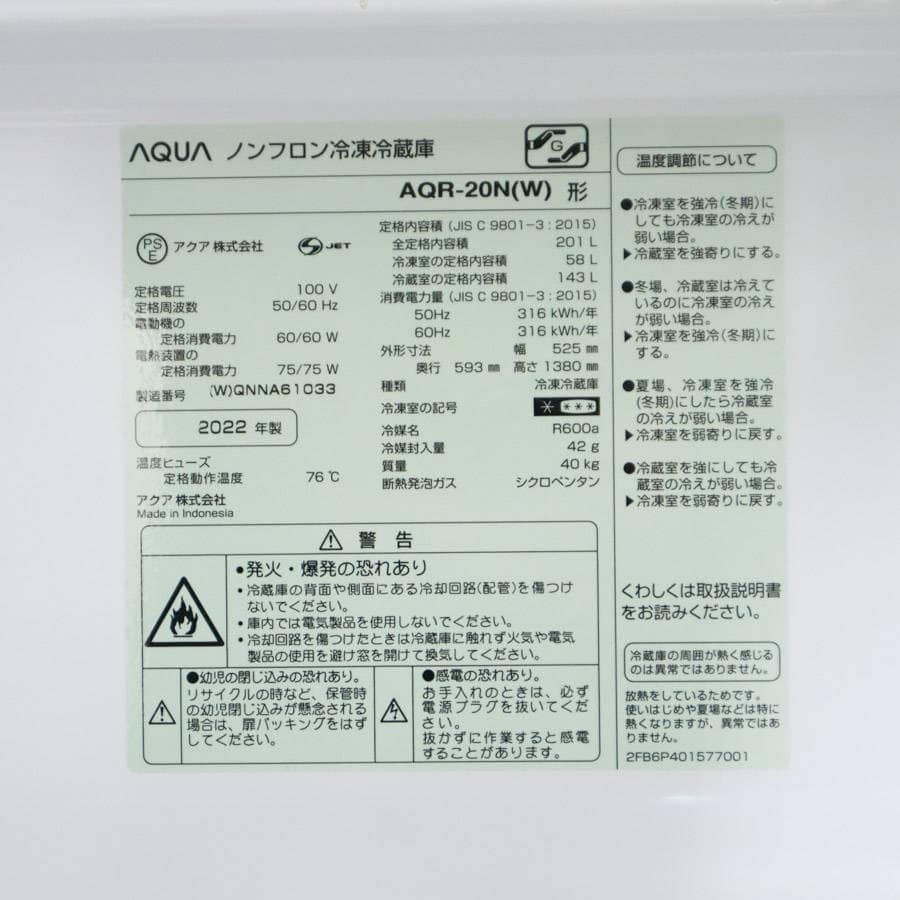 AQUA ノンフロン冷凍冷蔵庫
G
AQR-20N(W) 形
PS E アクア株式会社 JET
定格電圧 100 V
定格周波数 50/60 Hz
電動機の
定格消費電力 60/60 W
電熱装置の
定格消費電力 75/75 W
製造番号 (W)QNNA61033
2022 年製
温度ヒューズ
定格動作温度 76 ℃
アクア株式会社
Made in Indonesia
定格内容積 (JIS C 9801-3 : 2015)
全定格内容積 201 L
冷凍室の定格内容積 58 L
冷蔵室の定格内容積 143 L
消費電力量 (JIS C 9801-3 : 2015)
50Hz 316 kWh/年
60Hz 316 kWh/年
外形寸法 幅 525 ㎜
奥行 593 ㎜ 高さ 1380 ㎜
種類 冷凍冷蔵庫
冷凍室の記号 * ***
冷媒名 R600a
冷媒封入量 42 g
質量 40 kg
断熱発泡ガス シクロペンタン
⚠ 警告
●発火・爆発の恐れあり
・冷蔵庫の背面や側面にある冷却回路(配管)を傷つけ
ないでください。
・庫内では電気製品を使用しないでください。
・冷却回路を傷つけたときは冷蔵庫に触れず火気や電気
製品の使用を避け窓を開けて換気してください。
●幼児の閉じ込みの恐れあり。
リサイクルの時など、保管時
の幼児閉じ込みが懸念される
場合は、扉パッキングをはず
してください。
●感電の恐れあり。
お手入れのときは、必ず
電源プラグを抜いてくだ
さい。
抜かずに作業すると感電
することがあります。
温度調節について
●冷凍室を強冷(冬期)に
しても冷凍室の冷えが
弱い場合。
▶冷蔵室を強寄りにする。
●冬場、冷蔵室は冷えて
いるのに冷凍室の冷え
が弱い場合。
▶冷凍室を強冷(冬期)に
する。
●夏場、冷凍室を強冷
(冬期)にしたら冷蔵室
の冷えが弱い場合。
▶冷凍室を弱寄りに戻す。
●冷蔵室を強にしても冷
蔵室の冷えが弱い場合。
▶冷凍室を弱寄りに戻す。
くわしくは取扱説明書
をお読みください。
冷蔵庫の周囲が熱く感じる
のは異常ではありません。
放熱をしているためです。
使いはじめや夏場などは特に
熱くなりますが、異常ではあ
りません。
2FB6P401577001